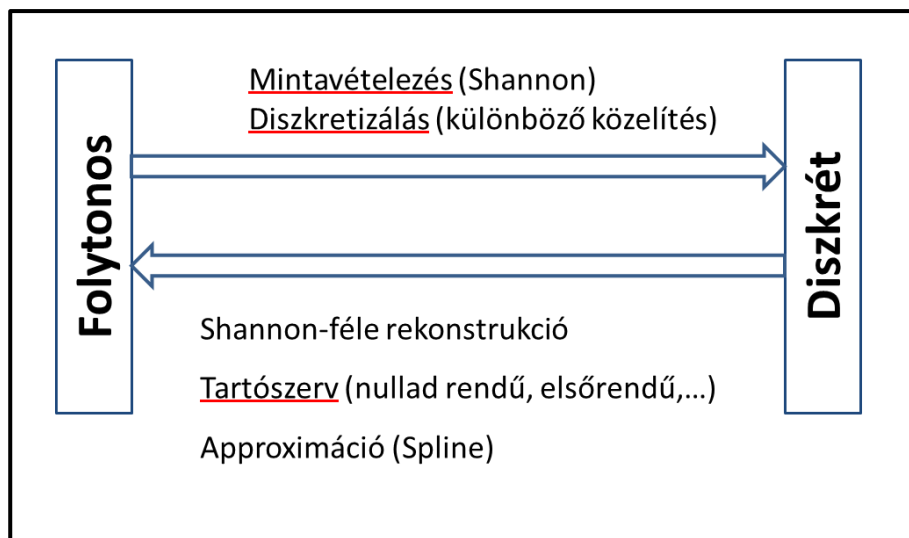 Folytonos
Mintavételezés (Shannon)
Diszkretizálás (különböző közelítés)
Diszkrét
Shannon-féle rekonstrukció
Tartószerv (nullad rendű, elsőrendű,...)
Approximáció (Spline)